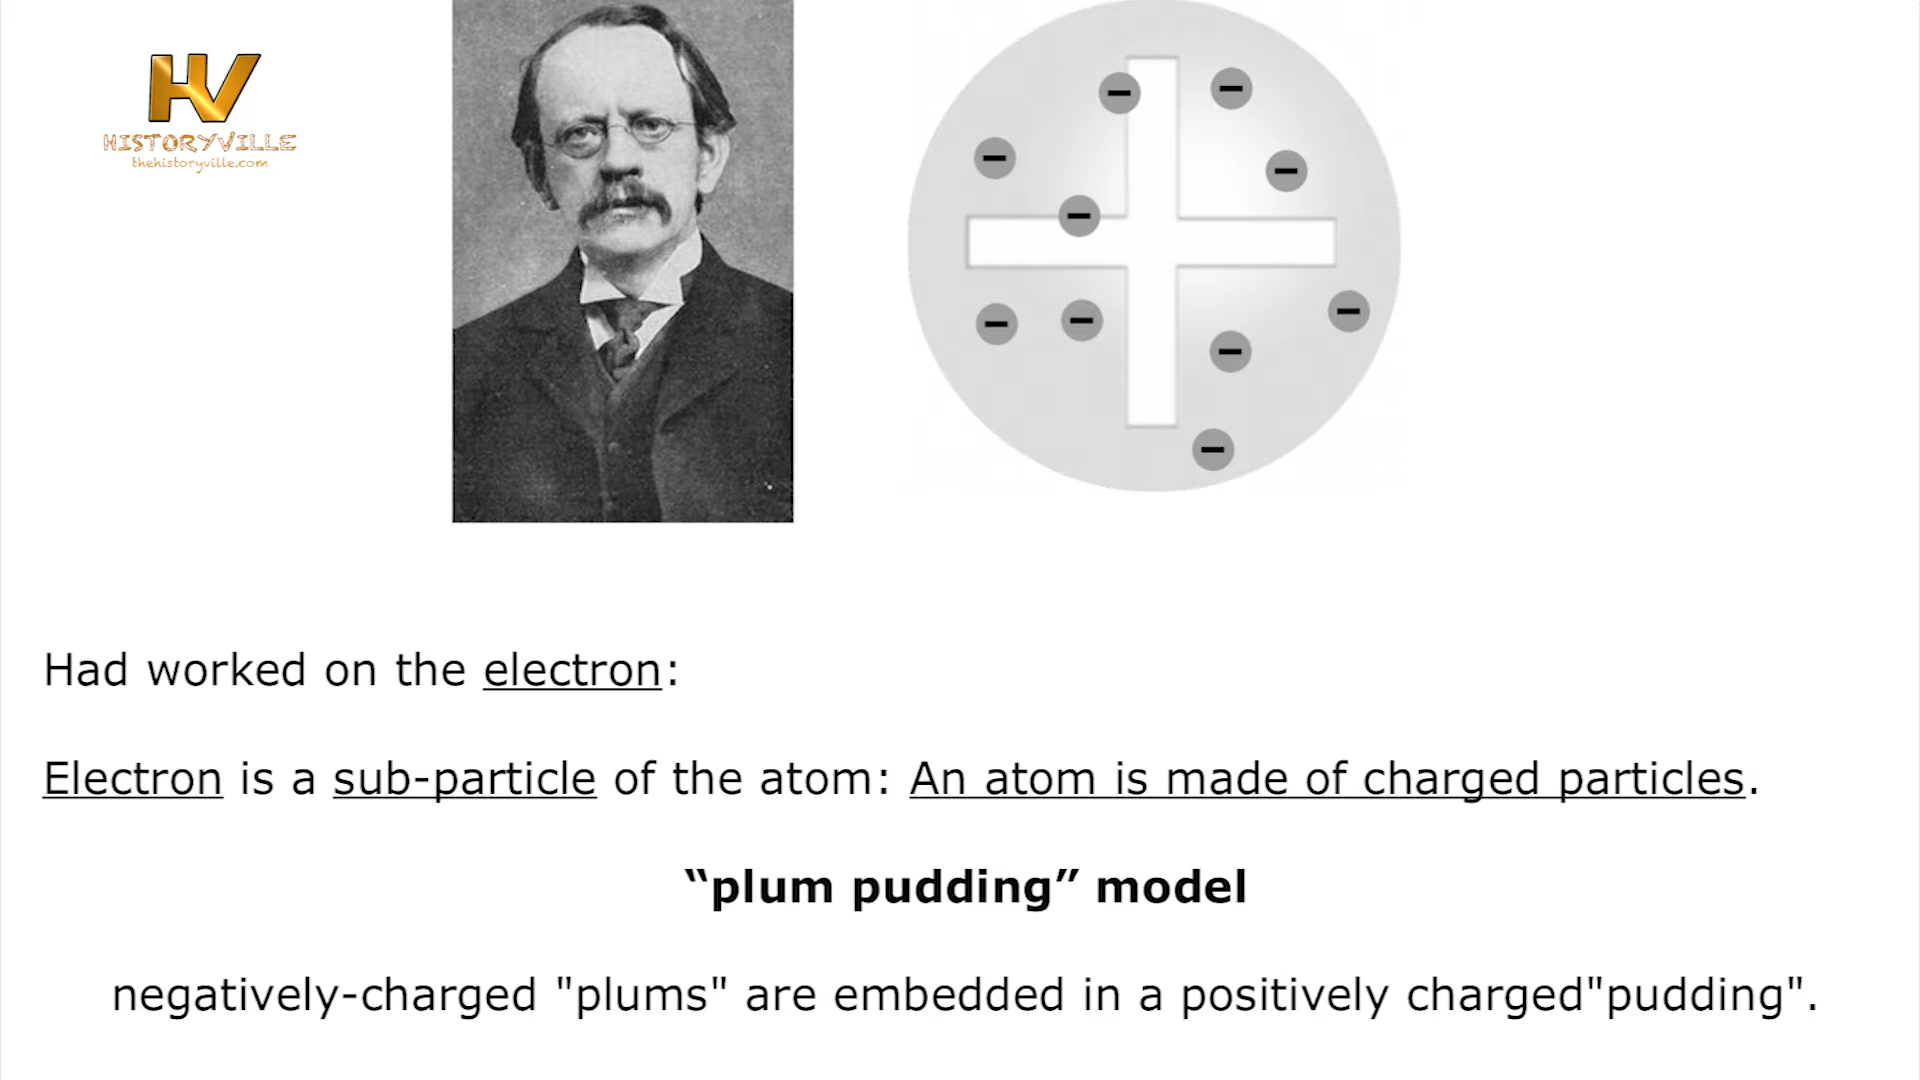 HV
HISTORYVILLE
thehistoryville.com
Had worked on the electron:
Electron is a sub-particle of the atom: An atom is made of charged particles.
“plum pudding” model
negatively-charged "plums" are embedded in a positively charged"pudding".